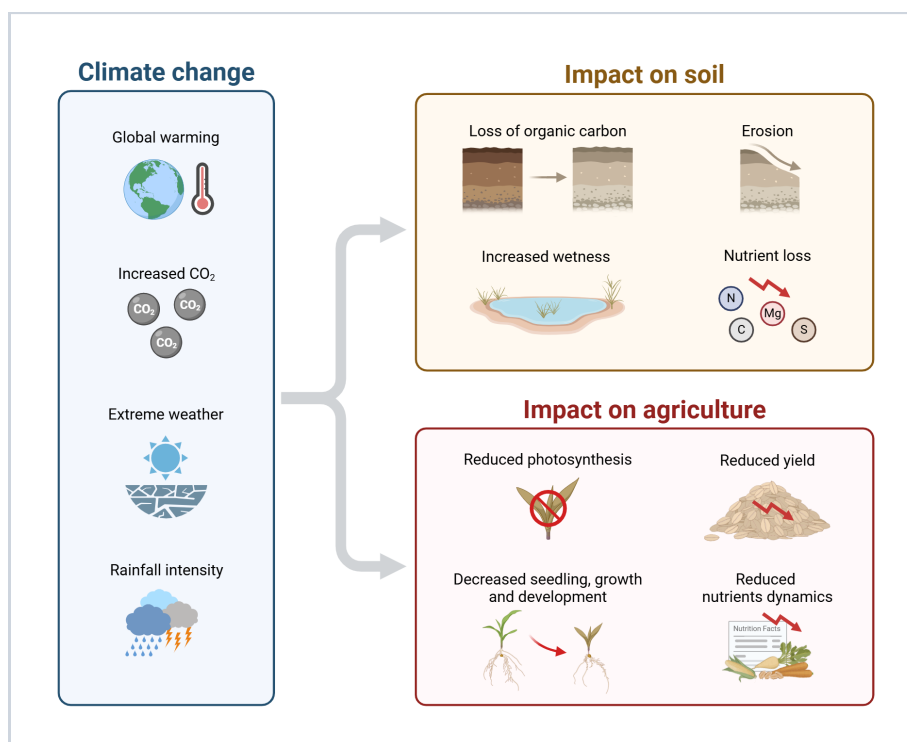 Climate change
Global warming
Increased CO₂
CO₂
CO₂
CO₂
Extreme weather
Rainfall intensity
Impact on soil
Loss of organic carbon
Erosion
Increased wetness
Nutrient loss
N
Mg
C
S
Impact on agriculture
Reduced photosynthesis
Reduced yield
Decreased seedling, growth
and development
Reduced
nutrients dynamics
Nutrition Facts